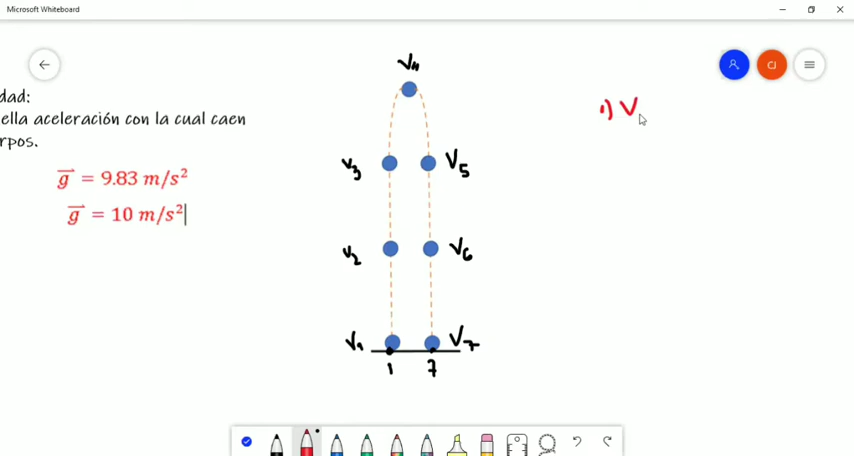 Microsoft Whiteboard
dad:
ella aceleración con la cual caen
rpos.
g = 9.83 m/s²
g = 10 m/s²
V4
V3
V5
V2
V6
V1
V7
1
7
1) V